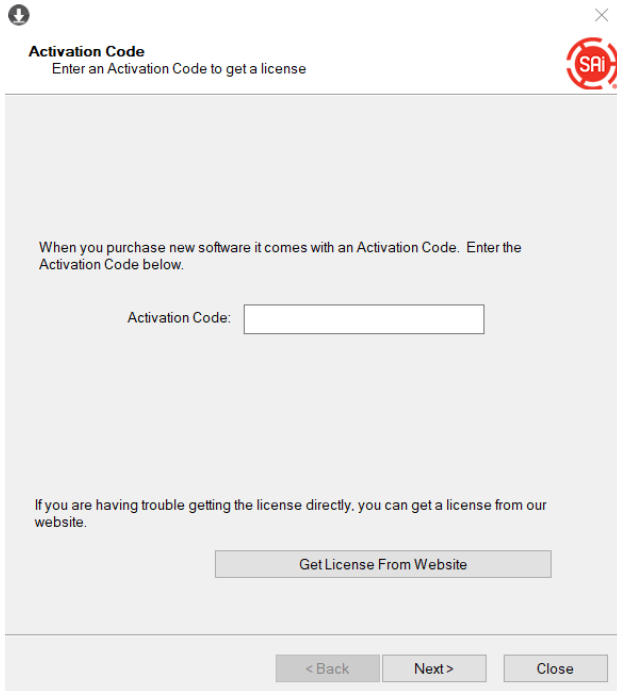 Activation Code
Enter an Activation Code to get a license
SAi
When you purchase new software it comes with an Activation Code. Enter the
Activation Code below.
Activation Code:
If you are having trouble getting the license directly, you can get a license from our
website.
Get License From Website
< Back
Next >
Close